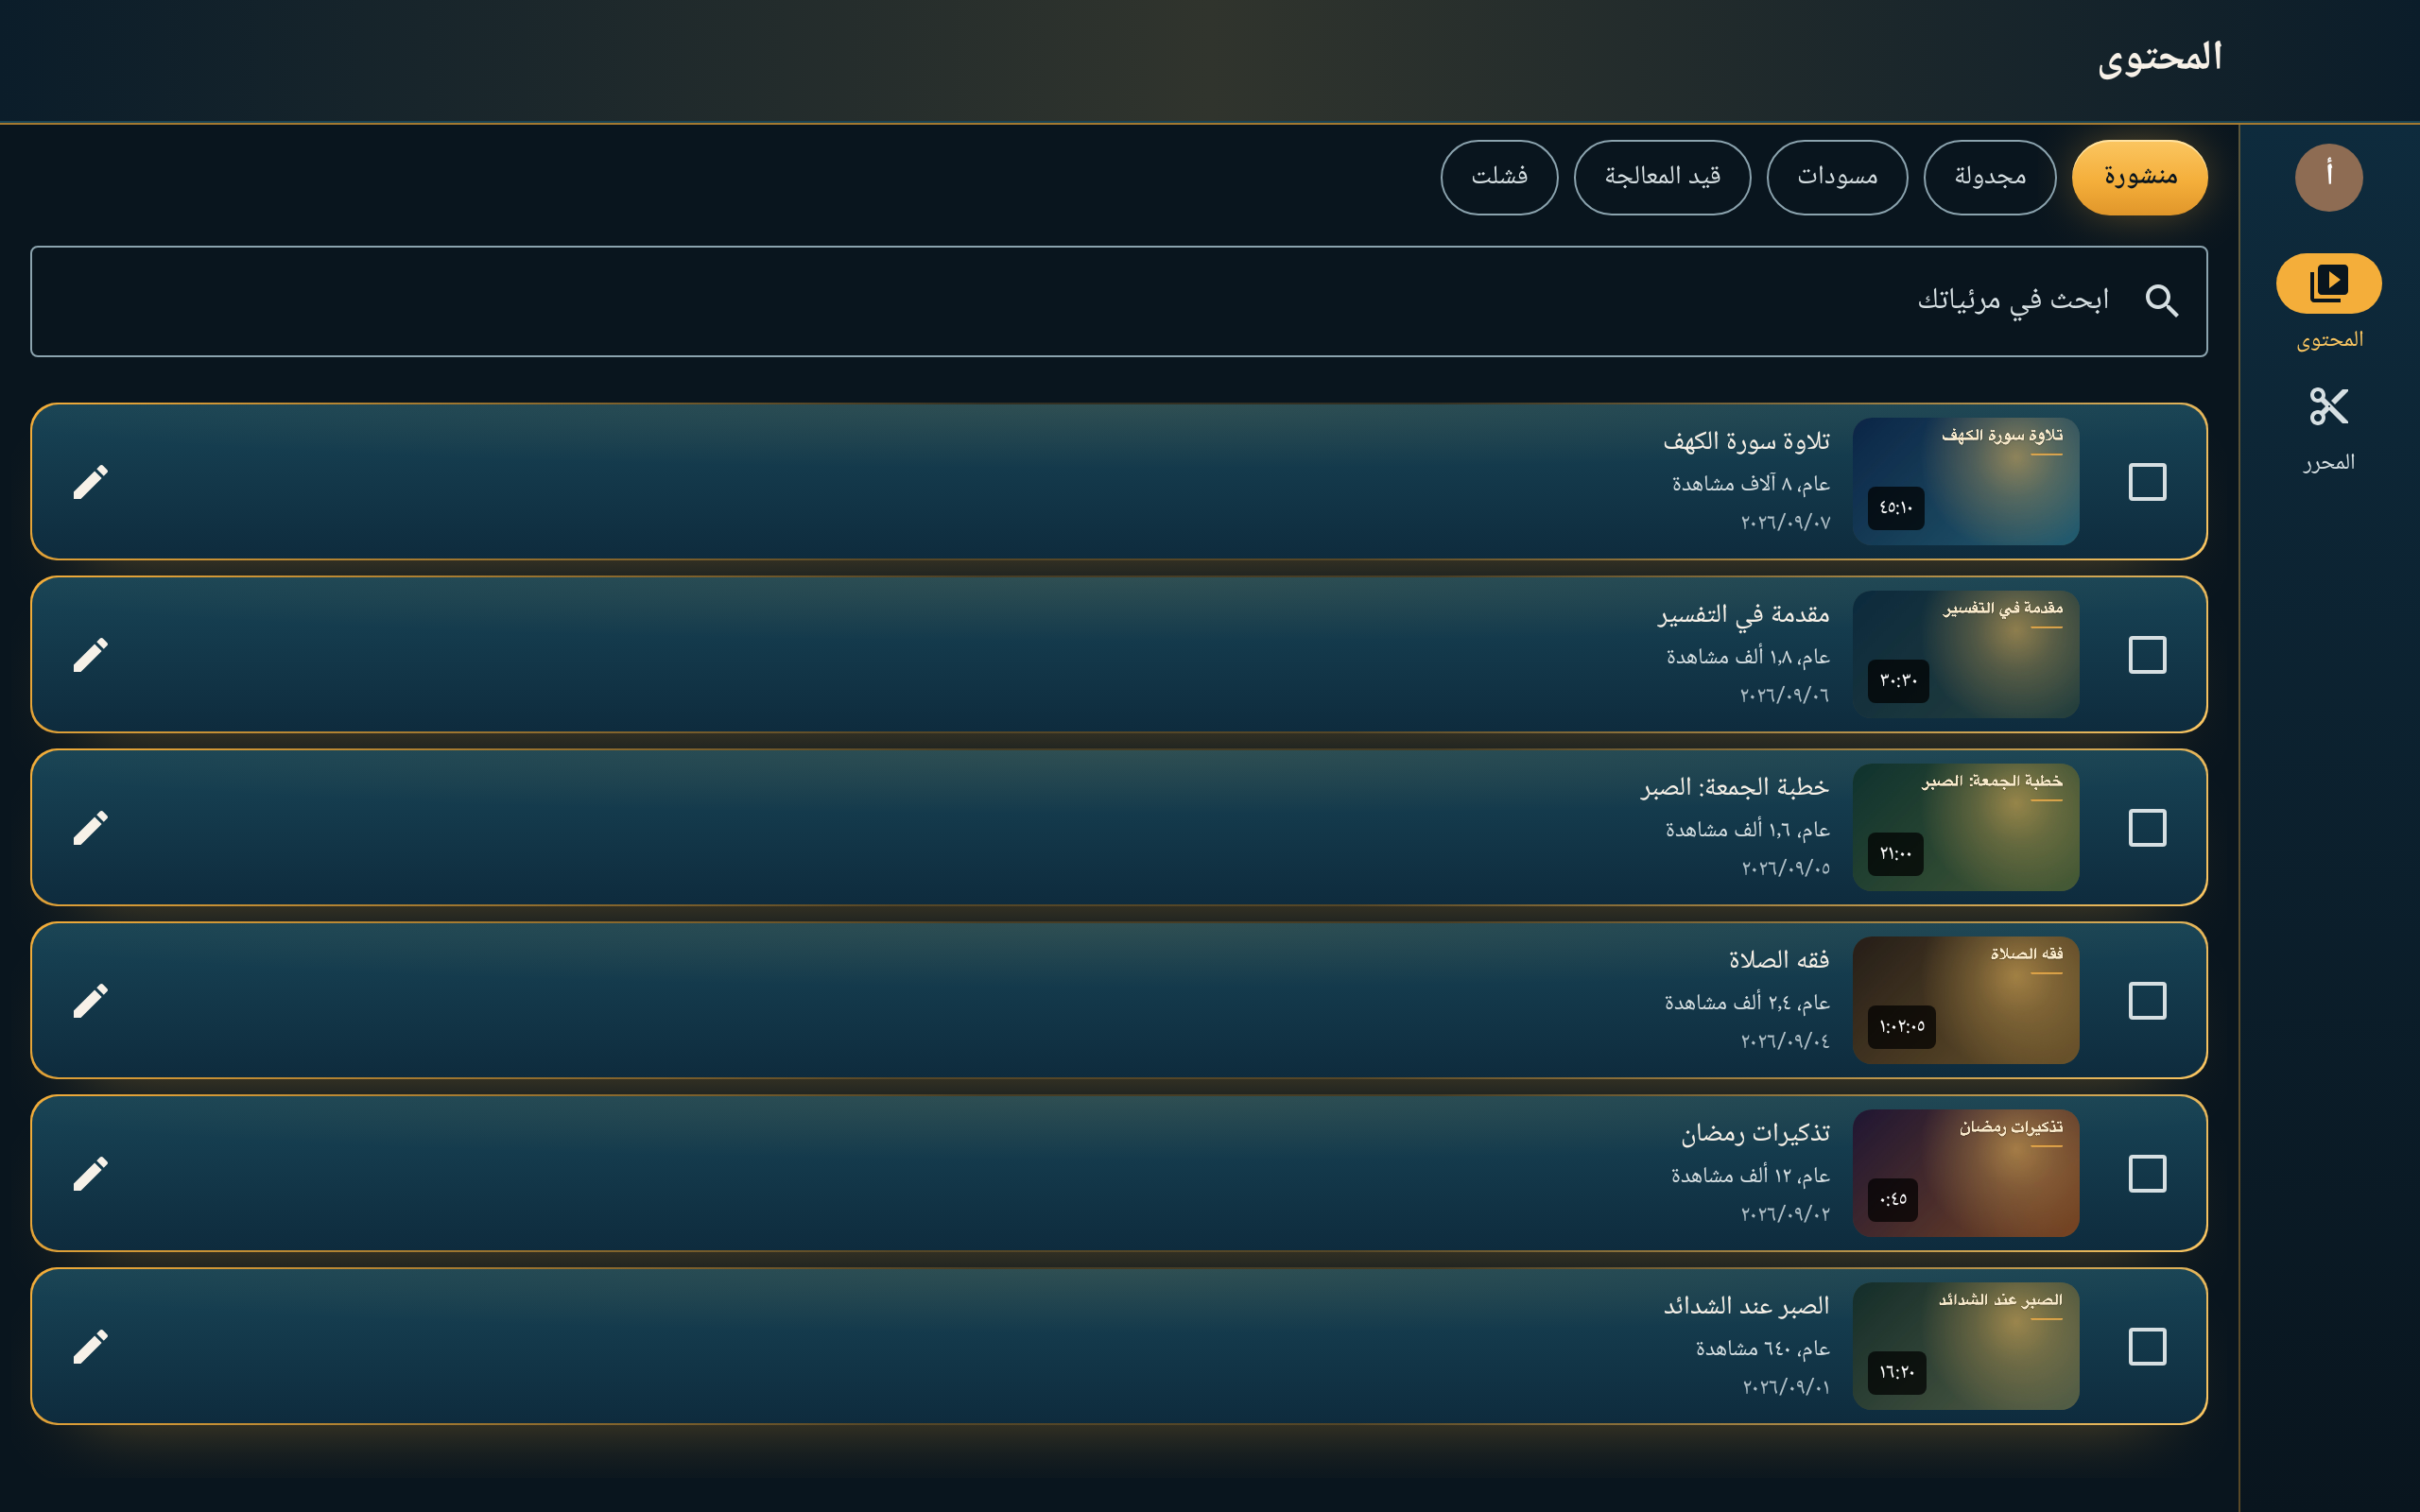 المحتوى
أ
المحتوى
المحرر
منشورة
مجدولة
مسودات
قيد المعالجة
فشلت
ابحث في مرئياتك
تلاوة سورة الكهف
٤٥:١٠
تلاوة سورة الكهف
عام، ٨ آلاف مشاهدة
٢٠٢٦/٠٩/٠٧
مقدمة في التفسير
٣٠:٣٠
مقدمة في التفسير
عام، ١٫٨ ألف مشاهدة
٢٠٢٦/٠٩/٠٦
خطبة الجمعة: الصبر
٢١:٠٠
خطبة الجمعة: الصبر
عام، ١٫٦ ألف مشاهدة
٢٠٢٦/٠٩/٠٥
فقه الصلاة
١:٠٢:٠٥
فقه الصلاة
عام، ٢٫٤ ألف مشاهدة
٢٠٢٦/٠٩/٠٤
تذكيرات رمضان
٠:٤٥
تذكيرات رمضان
عام، ١٢ ألف مشاهدة
٢٠٢٦/٠٩/٠٢
الصبر عند الشدائد
١٦:٢٠
الصبر عند الشدائد
عام، ٦٤٠ مشاهدة
٢٠٢٦/٠٩/٠١